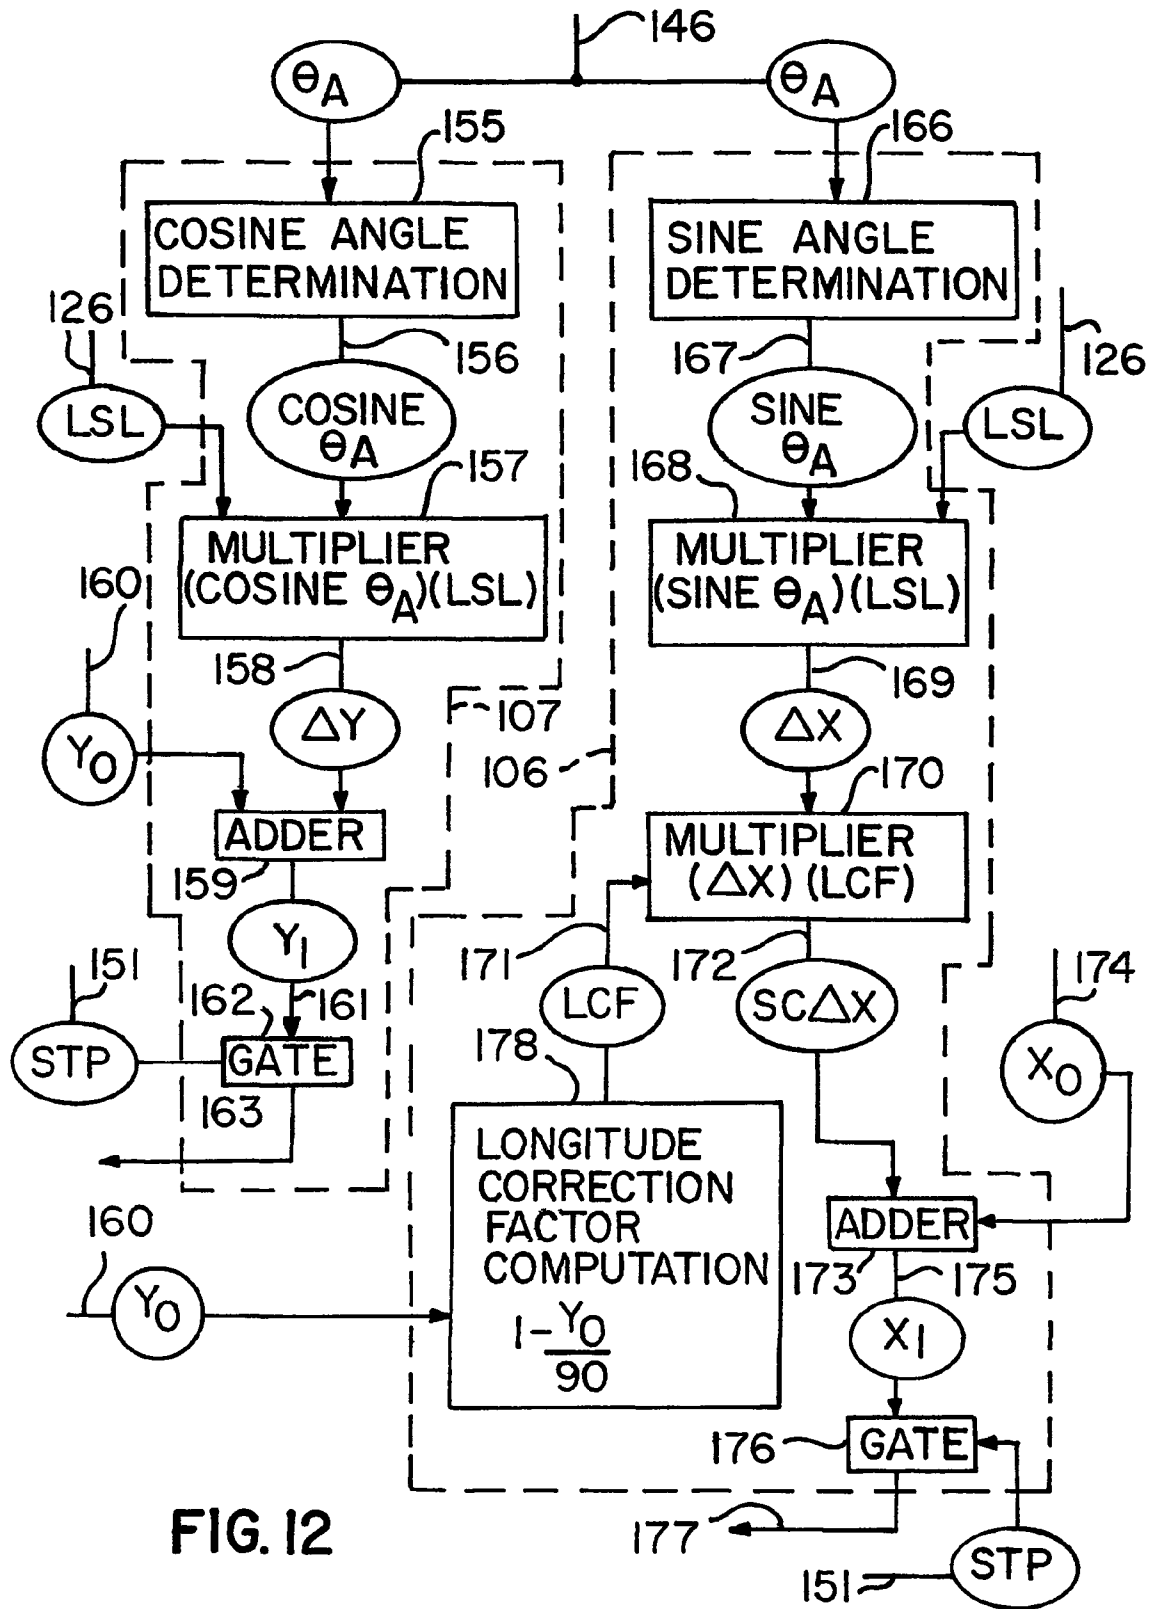 146
θA
θA
155
166
COSINE ANGLE
DETERMINATION
SINE ANGLE
DETERMINATION
126
156
167
126
LSL
COSINE
θA
SINE
θA
LSL
157
168
MULTIPLIER
(COSINE θA)(LSL)
MULTIPLIER
(SINE θA)(LSL)
160
158
169
Y0
ΔY
107
106
ΔX
170
ADDER
159
MULTIPLIER
(ΔX)(LCF)
Y1
171
172
151
162
161
LCF
SCΔX
174
STP
GATE
163
178
X0
LONGITUDE
CORRECTION
FACTOR
COMPUTATION
1-Y0
90
160
Y0
ADDER
173
175
X1
176
GATE
177
FIG. 12
151
STP